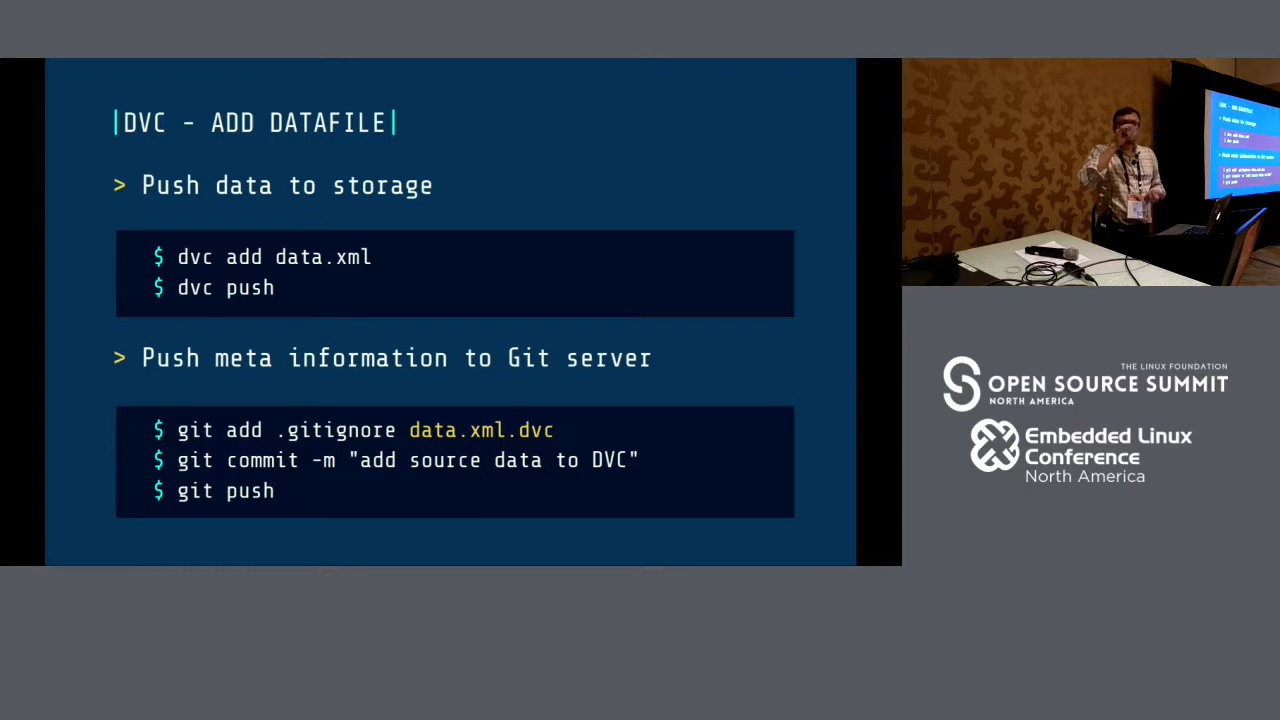 |DVC - ADD DATAFILE|
> Push data to storage
$ dvc add data.xml
$ dvc push
> Push meta information to Git server
$ git add .gitignore data.xml.dvc
$ git commit -m "add source data to DVC"
$ git push
THE LINUX FOUNDATION
OPEN SOURCE SUMMIT
NORTH AMERICA
Embedded Linux
Conference
North America